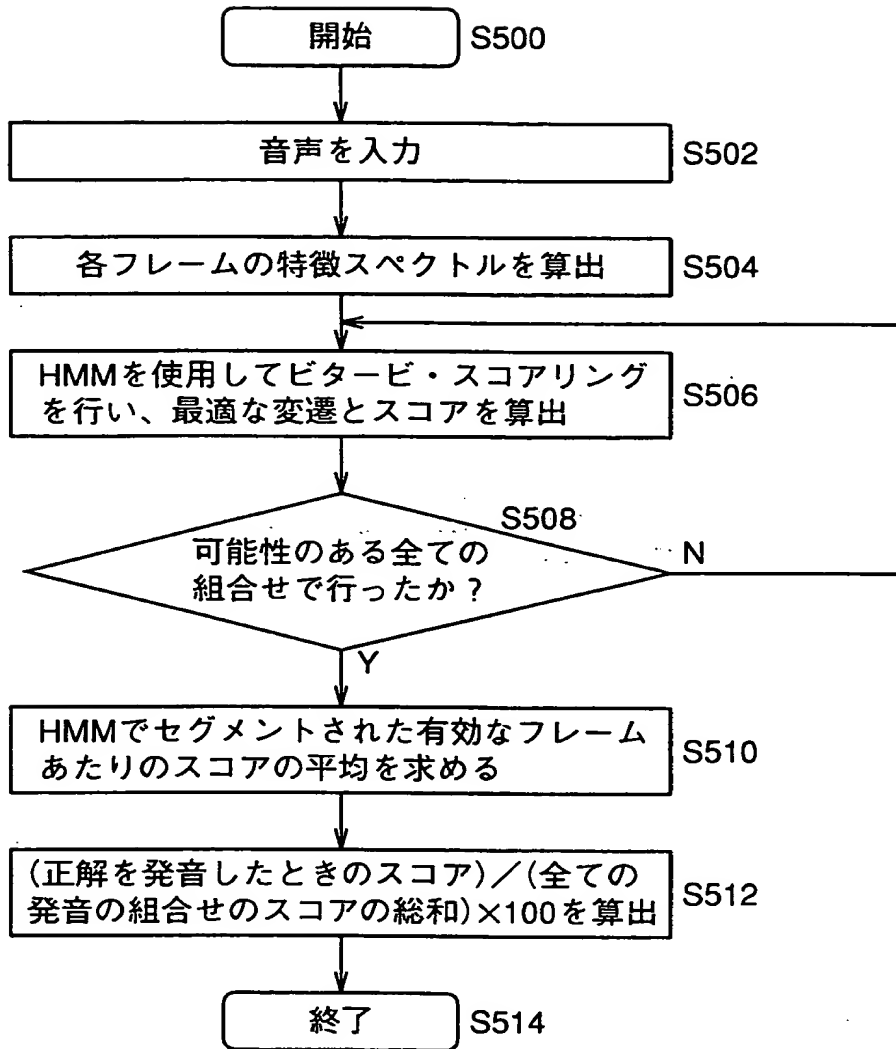 開始
S500
音声を入力
S502
各フレームの特徴スペクトルを算出
S504
HMMを使用してビタービ・スコアリング
を行い、最適な変遷とスコアを算出
S506
S508
可能性のある全ての
組合せで行ったか？
N
Y
HMMでセグメントされた有効なフレーム
あたりのスコアの平均を求める
S510
(正解を発音したときのスコア)／(全ての
発音の組合せのスコアの総和)×100を算出
S512
終了
S514